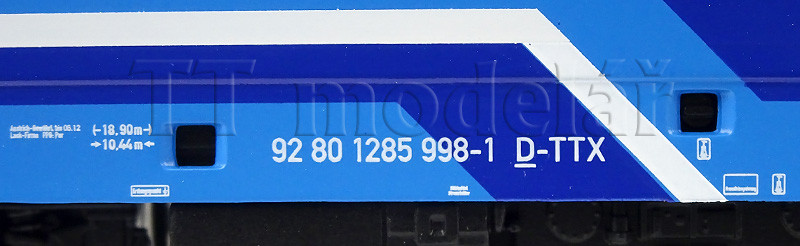 TT modelář
(-18,90m-)
→10,44m←
92 80 1285 998-1 D-TTX